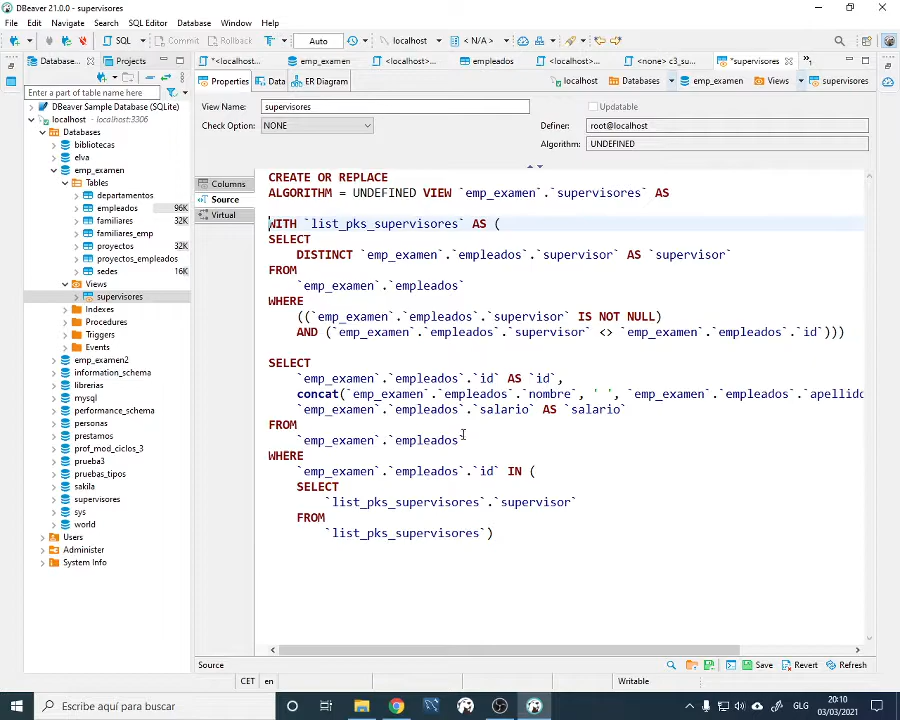 DBeaver 21.0.0 - supervisores
File Edit Navigate Search SQL Editor Database Window Help
SQL Commit Rollback T Auto localhost < N/A >
Database... Projects *<localhost... emp_examen <localhost>... empleados <localhost>... <none> c3_su... *supervisores »
Properties Data ER Diagram localhost Databases emp_examen Views supervisores
Enter a part of table name here
View Name: supervisores Updatable
Check Option: NONE Definer: root@localhost
Algorithm: UNDEFINED
DBeaver Sample Database (SQLite)
localhost - localhost:3306
Databases
bibliotecas
elva
emp_examen
Tables
departamentos
empleados 96K
familiares 32K
familiares_emp
proyectos 32K
proyectos_empleados
sedes 16K
Views
supervisores
Indexes
Procedures
Triggers
Events
emp_examen2
information_schema
librerias
mysql
performance_schema
personas
prestamos
prof_mod_ciclos_3
prueba3
pruebas_tipos
sakila
supervisores
sys
world
Users
Administer
System Info
Columns
Source
Virtual
CREATE OR REPLACE
ALGORITHM = UNDEFINED VIEW `emp_examen`.`supervisores` AS
WITH `list_pks_supervisores` AS (
SELECT
DISTINCT `emp_examen`.`empleados`.`supervisor` AS `supervisor`
FROM
`emp_examen`.`empleados`
WHERE
((`emp_examen`.`empleados`.`supervisor` IS NOT NULL)
AND (`emp_examen`.`empleados`.`supervisor` <> `emp_examen`.`empleados`.`id`)))
SELECT
`emp_examen`.`empleados`.`id` AS `id`,
concat(`emp_examen`.`empleados`.`nombre`, ' ', `emp_examen`.`empleados`.`apellid
`emp_examen`.`empleados`.`salario` AS `salario`
FROM
`emp_examen`.`empleados`
WHERE
`emp_examen`.`empleados`.`id` IN (
SELECT
`list_pks_supervisores`.`supervisor`
FROM
`list_pks_supervisores`)
Source Save Revert Refresh
CET en Writable
Escribe aquí para buscar GLG 20:10
03/03/2021